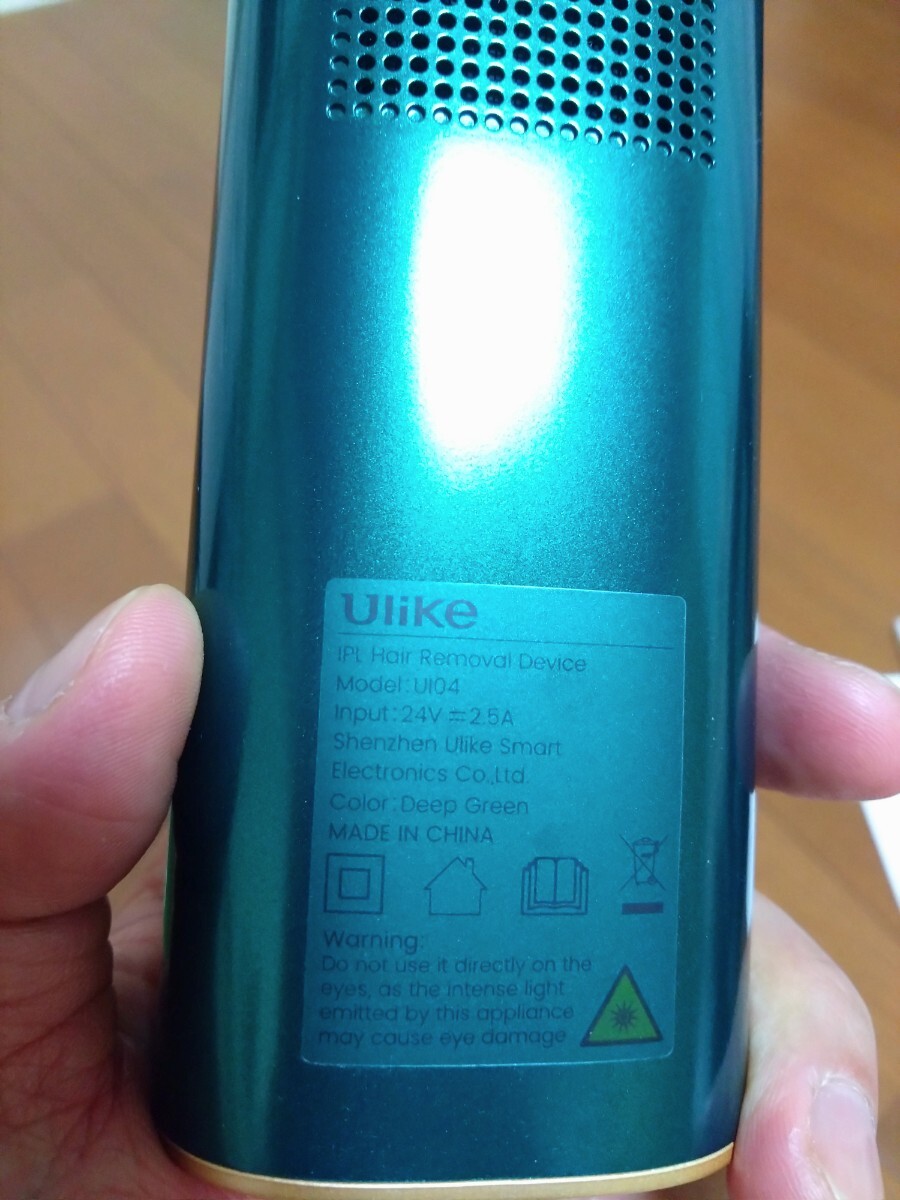 Ulike
IPL Hair Removal Device
Model:UI04
Input:24V⎓2.5A
Shenzhen Ulike Smart
Electronics Co.,Ltd.
Color:Deep Green
MADE IN CHINA
Warning:
Do not use it directly on the
eyes, as the intense light
emitted by this appliance
may cause eye damage